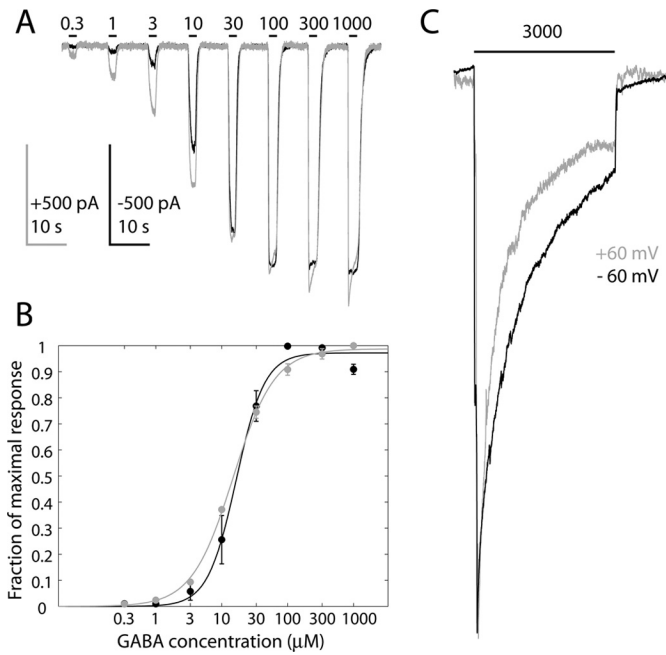 A
0.3 1 3 10 30 100 300 1000
+500 pA
10 s
-500 pA
10 s
B
Fraction of maximal response
1
0.9
0.8
0.7
0.6
0.5
0.4
0.3
0.2
0.1
0
0.3 1 3 10 30 100 300 1000
GABA concentration (μM)
C
3000
+60 mV
- 60 mV